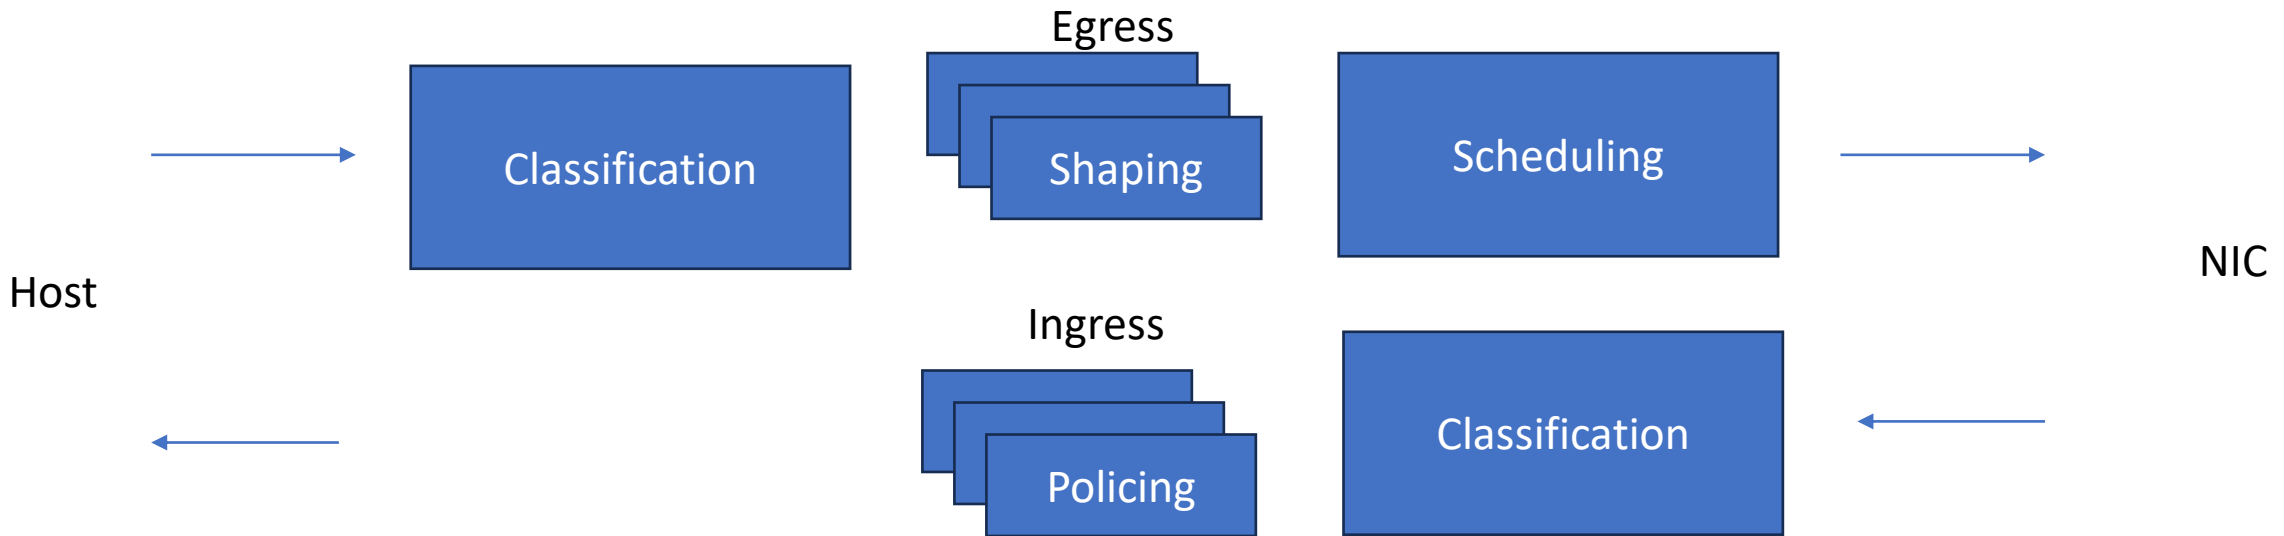 Egress
Classification
Shaping
Scheduling
Host
NIC
Ingress
Policing
Classification